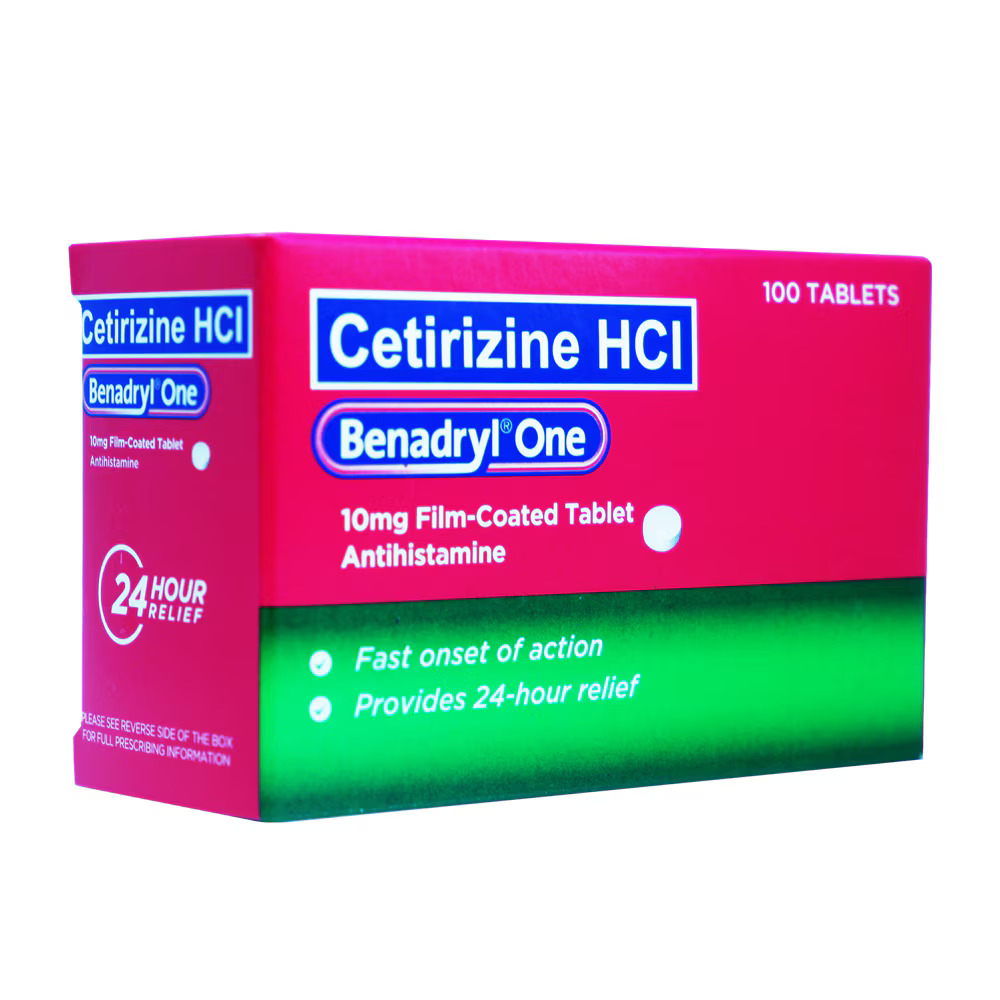 Cetirizine HCl
Benadryl® One
10mg Film-Coated Tablet
Antihistamine
24 HOUR
RELIEF
PLEASE SEE REVERSE SIDE OF THE BOX
FOR FULL PRESCRIBING INFORMATION
100 TABLETS
Cetirizine HCl
Benadryl® One
10mg Film-Coated Tablet
Antihistamine
Fast onset of action
Provides 24-hour relief